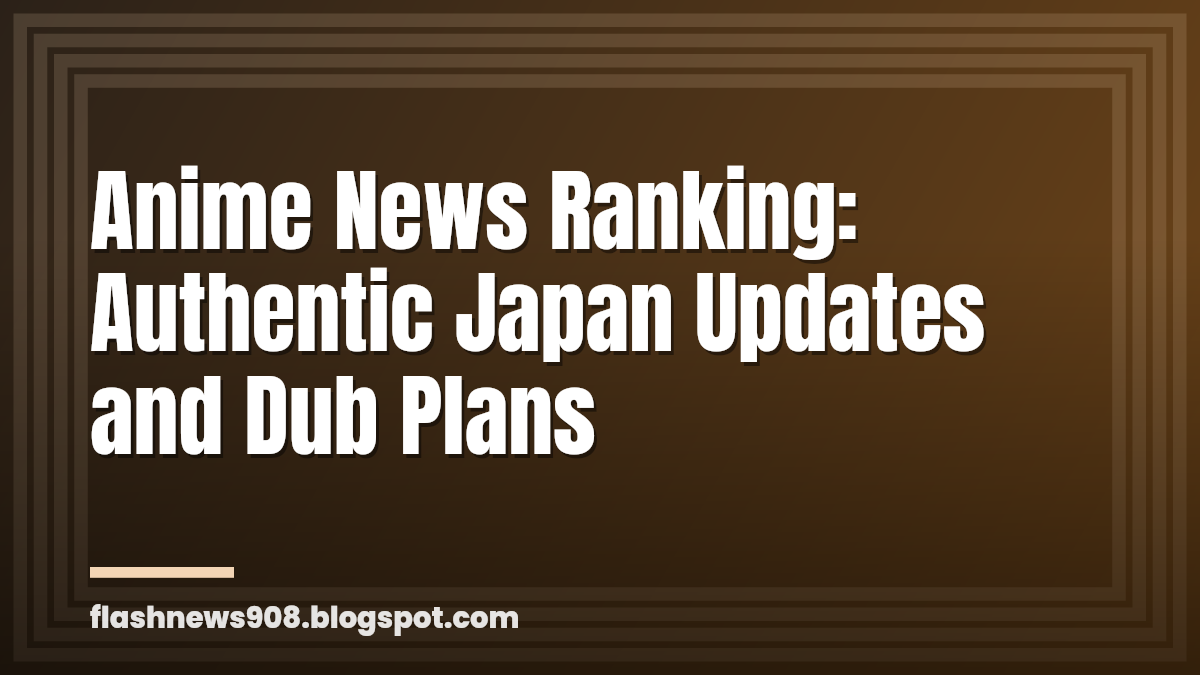 Anime News Ranking:
Authentic Japan Updates
and Dub Plans
flashnews908.blogspot.com